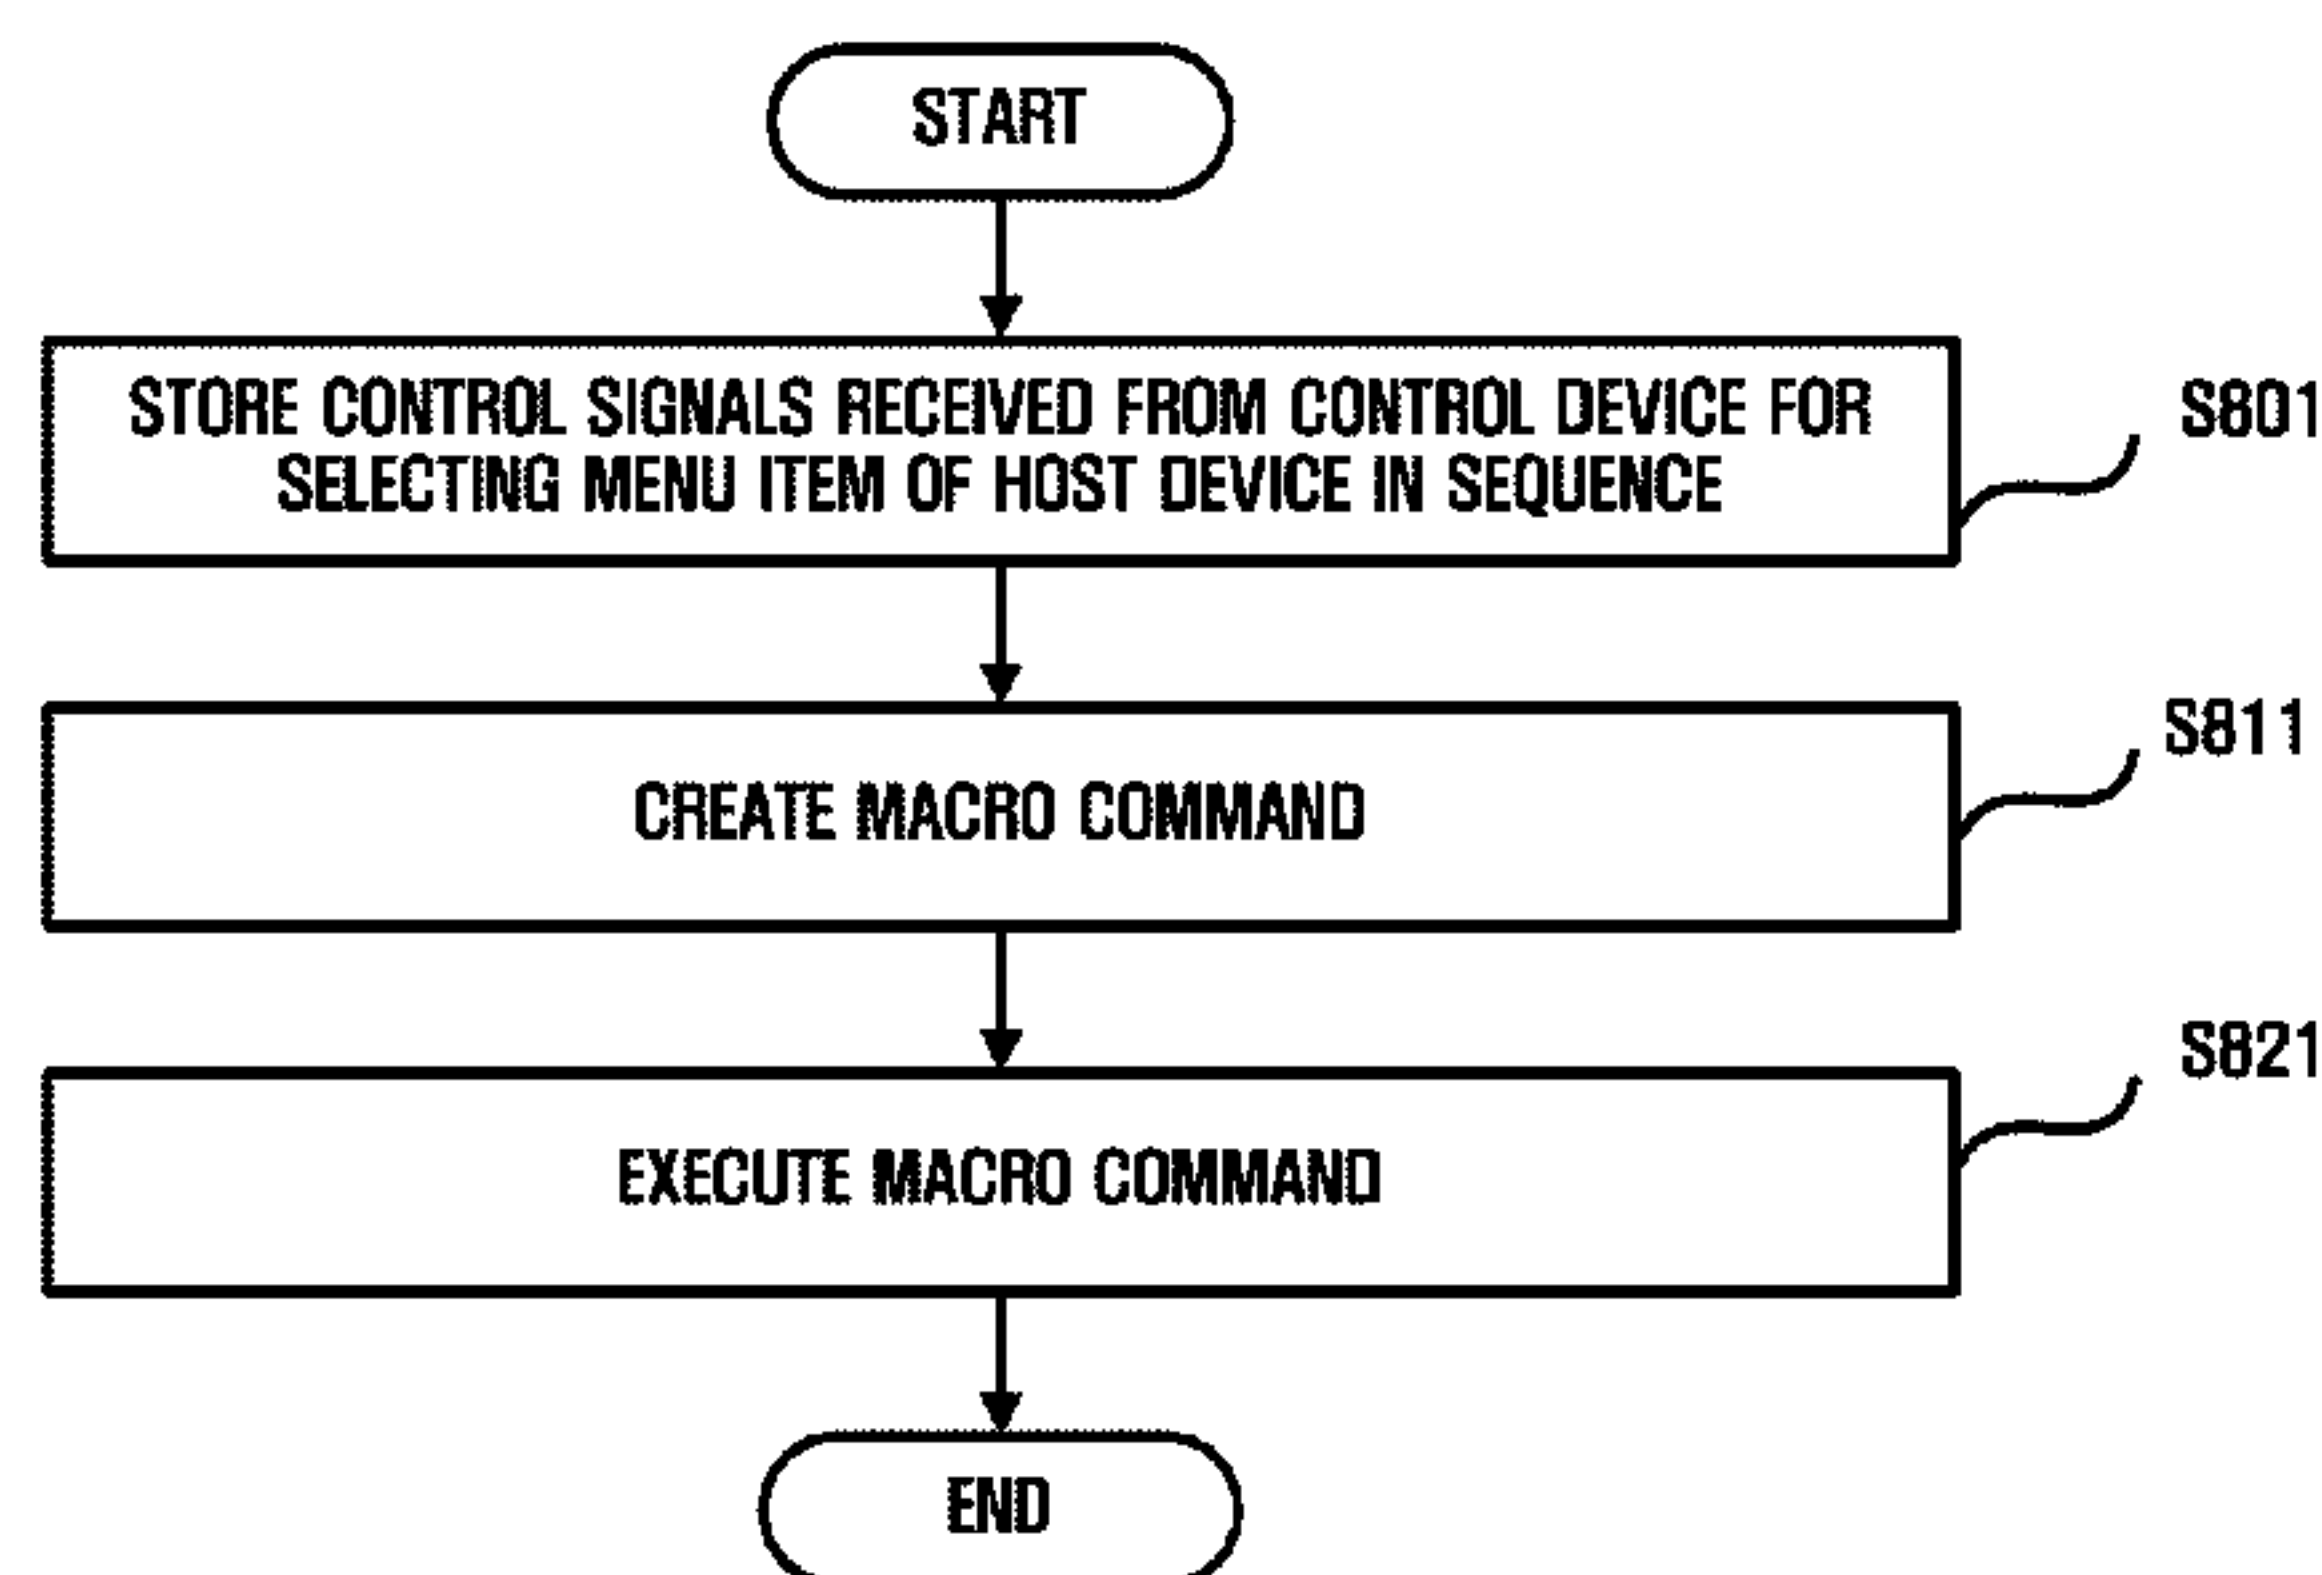 START
STORE CONTROL SIGNALS RECEIVED FROM CONTROL DEVICE FOR
SELECTING MENU ITEM OF HOST DEVICE IN SEQUENCE
S801
CREATE MACRO COMMAND
S811
EXECUTE MACRO COMMAND
S821
END